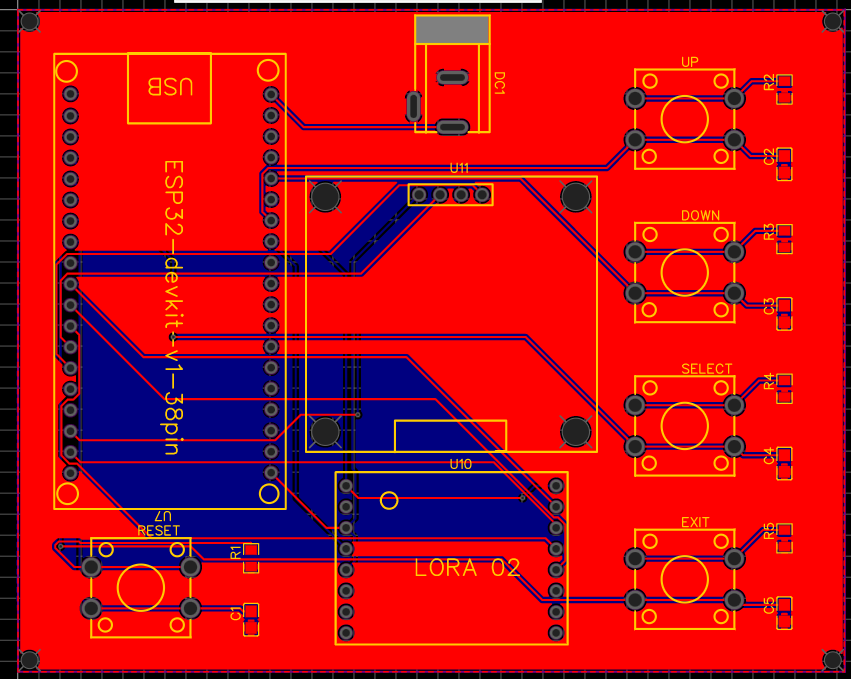 USB
DC1
UP
R2
C2
U11
ESP32-devkit-v1-38pin
DOWN
R3
C3
SELECT
R4
C4
U10
LORA 02
U7
RESET
R1
C1
EXIT
R5
C5